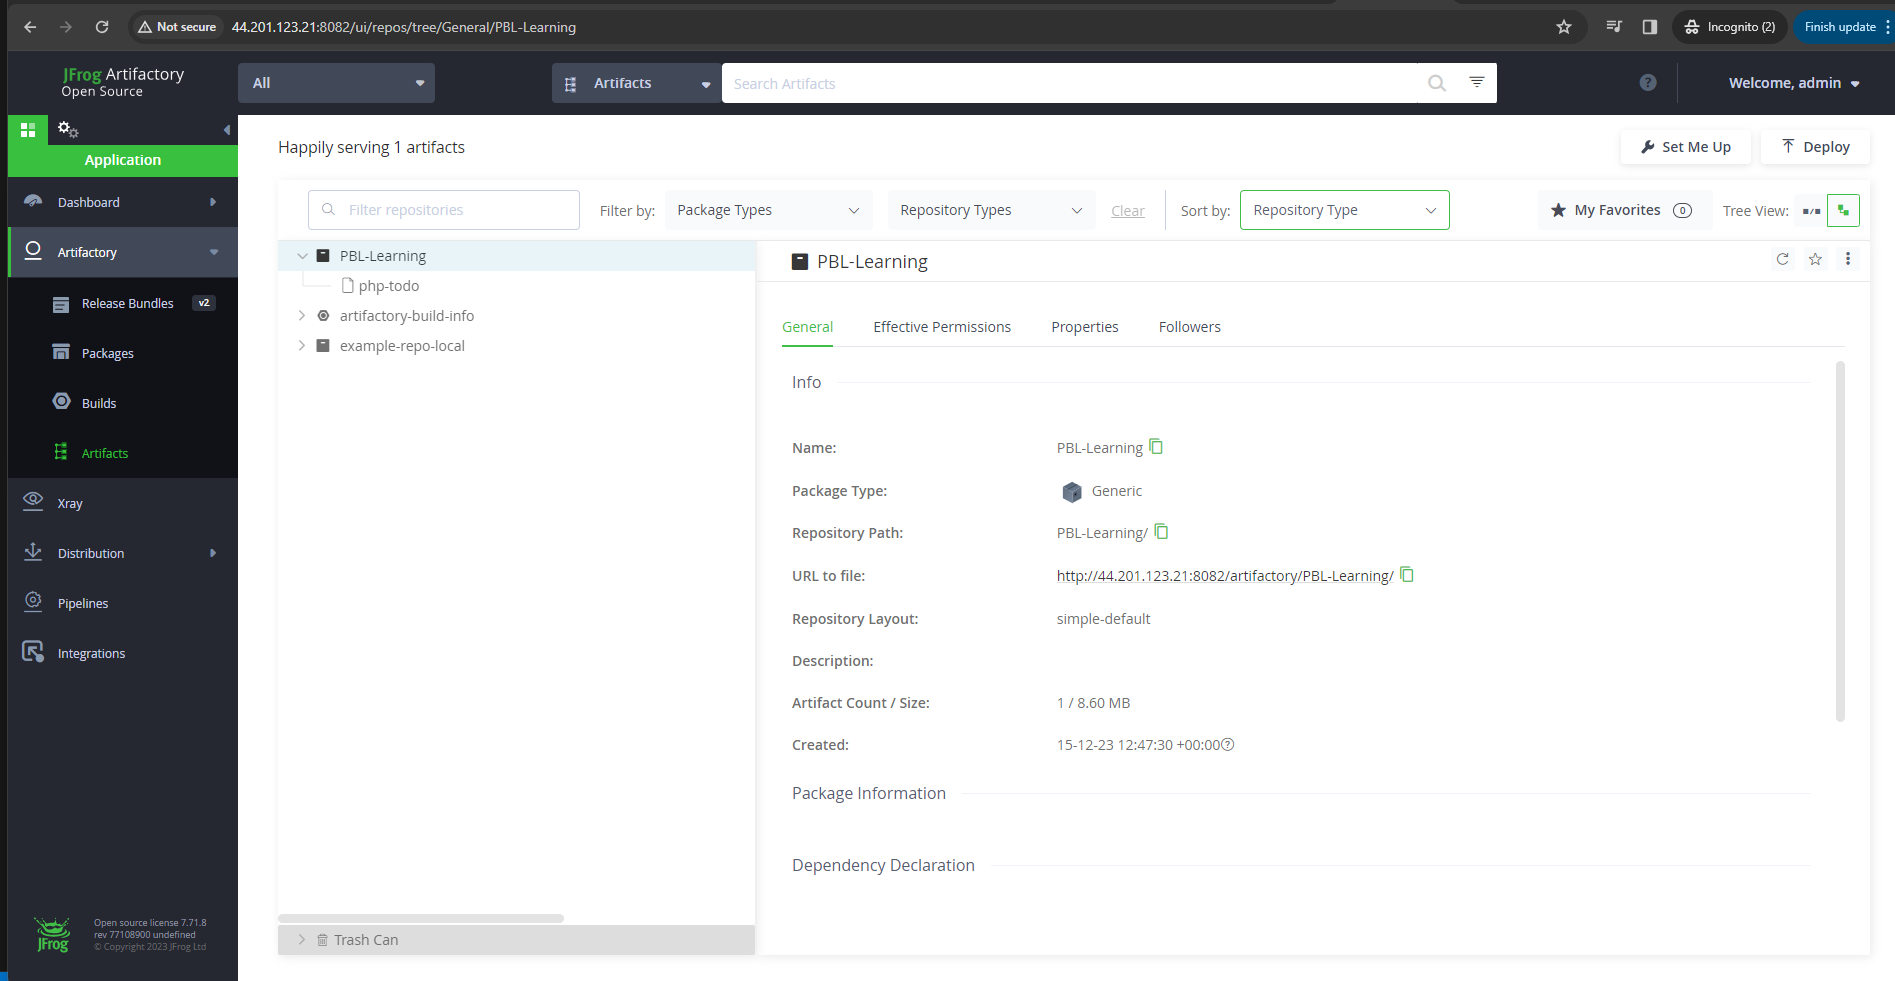 Not secure 44.201.123.21:8082/ui/repos/tree/General/PBL-Learning Incognito (2) Finish update
JFrog Artifactory
Open Source
All Artifacts Search Artifacts Welcome, admin
Application
Dashboard
Artifactory
Release Bundles v2
Packages
Builds
Artifacts
Xray
Distribution
Pipelines
Integrations
JFrog
Open source license 7.71.8
rev 77108900 undefined
© Copyright 2023 JFrog Ltd
Happily serving 1 artifacts Set Me Up Deploy
Filter repositories Filter by: Package Types Repository Types Clear Sort by: Repository Type My Favorites 0 Tree View:
PBL-Learning
php-todo
artifactory-build-info
example-repo-local
Trash Can
PBL-Learning
General Effective Permissions Properties Followers
Info
Name: PBL-Learning
Package Type: Generic
Repository Path: PBL-Learning/
URL to file: http://44.201.123.21:8082/artifactory/PBL-Learning/
Repository Layout: simple-default
Description:
Artifact Count / Size: 1 / 8.60 MB
Created: 15-12-23 12:47:30 +00:00
Package Information
Dependency Declaration